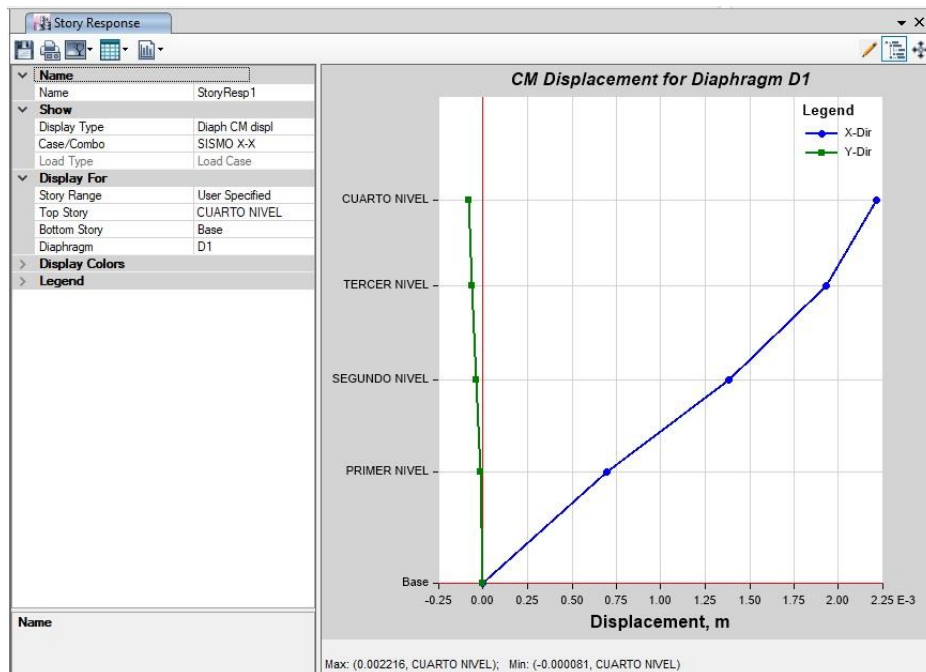 Story Response
Name
Name StoryResp1
Show
Display Type Diaph CM displ
Case/Combo SISMO X-X
Load Type Load Case
Display For
Story Range User Specified
Top Story CUARTO NIVEL
Bottom Story Base
Diaphragm D1
Display Colors
Legend
Name
CM Displacement for Diaphragm D1
Legend
X-Dir
Y-Dir
CUARTO NIVEL
TERCER NIVEL
SEGUNDO NIVEL
PRIMER NIVEL
Base
-0.25 0.00 0.25 0.50 0.75 1.00 1.25 1.50 1.75 2.00 2.25 E-3
Displacement, m
Max: (0.002216, CUARTO NIVEL); Min: (-0.000081, CUARTO NIVEL)